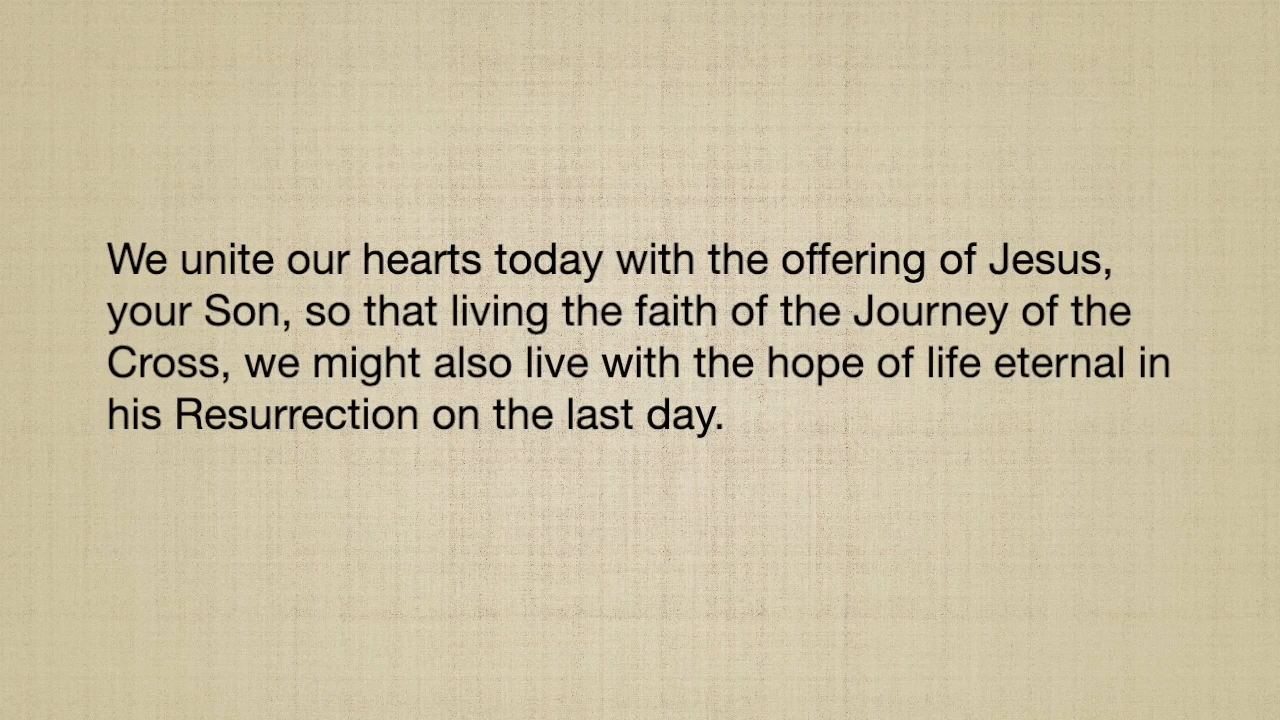 We unite our hearts today with the offering of Jesus,
your Son, so that living the faith of the Journey of the
Cross, we might also live with the hope of life eternal in
his Resurrection on the last day.